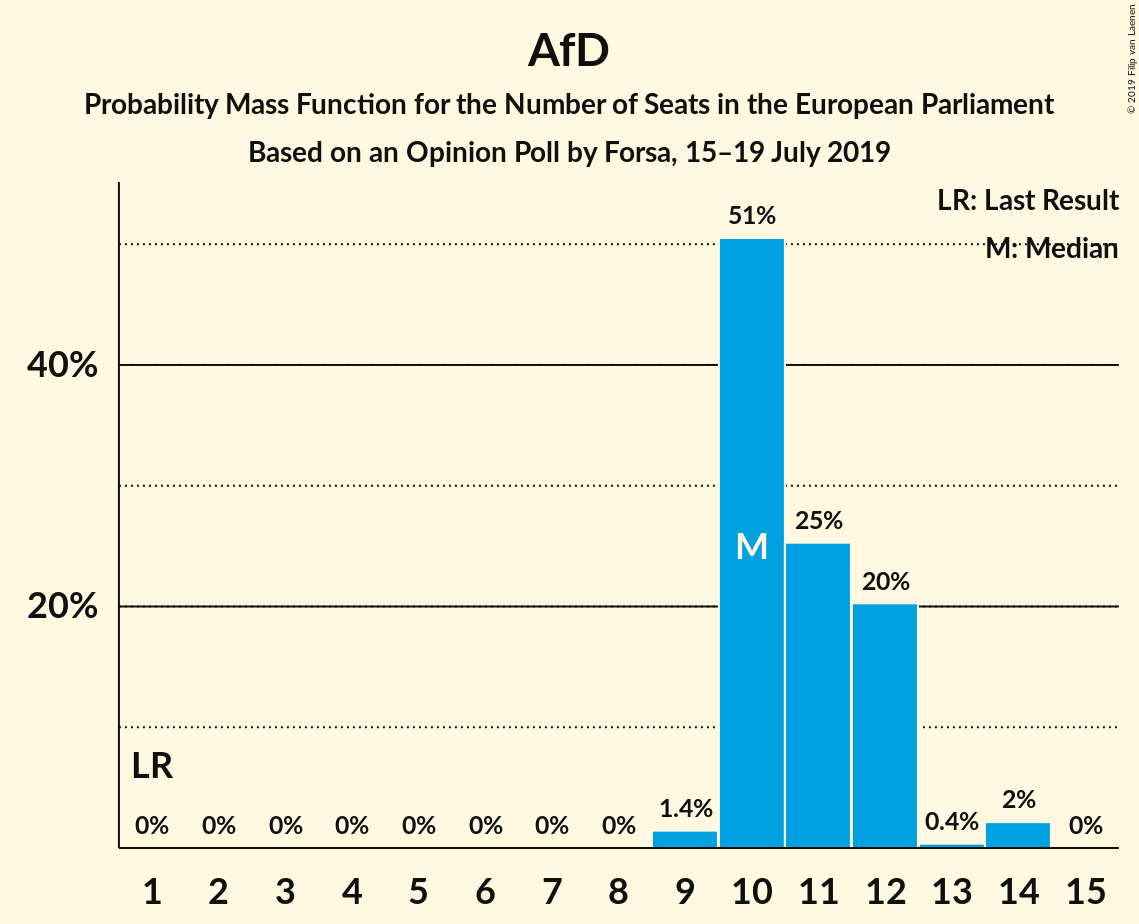 AfD
Probability Mass Function for the Number of Seats in the European Parliament
Based on an Opinion Poll by Forsa, 15–19 July 2019
© 2019 Filip van Laenen
LR: Last Result
M: Median
51%
40%
25%
M
20%
20%
LR
0% 0% 0% 0% 0% 0% 0% 0% 1.4% 0.4% 2% 0%
1 2 3 4 5 6 7 8 9 10 11 12 13 14 15